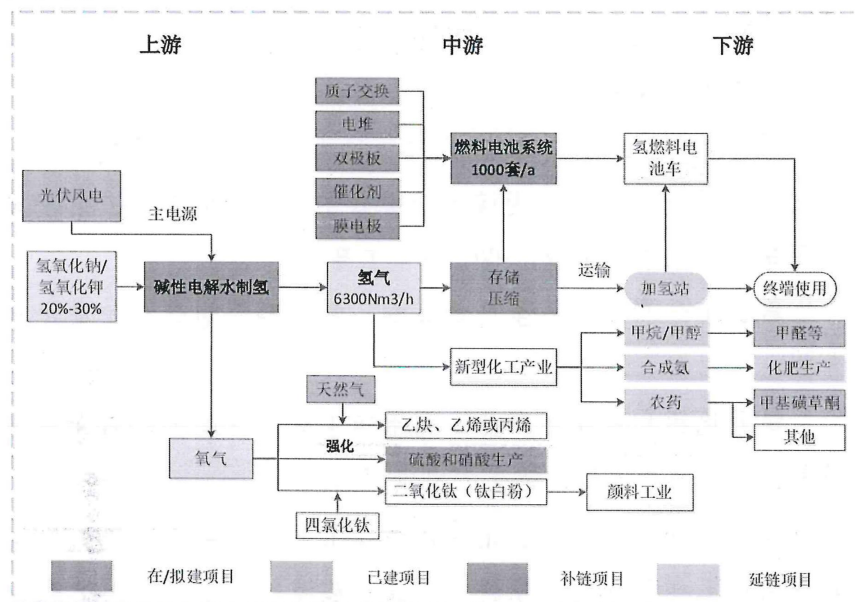 上游
中游
下游
质子交换
电堆
双极板
催化剂
膜电极
燃料电池系统
1000套/a
氢燃料电
池车
光伏风电
主电源
氢氧化钠/
氢氧化钾
20%-30%
碱性电解水制氢
氢气
6300Nm3/h
存储
压缩
运输
加氢站
终端使用
新型化工产业
甲烷/甲醇
甲醛等
合成氨
化肥生产
农药
甲基磺草酮
其他
天然气
乙炔、乙烯或丙烯
氧气
强化
硫酸和硝酸生产
二氧化钛（钛白粉）
颜料工业
四氯化钛
在/拟建项目
已建项目
补链项目
延链项目